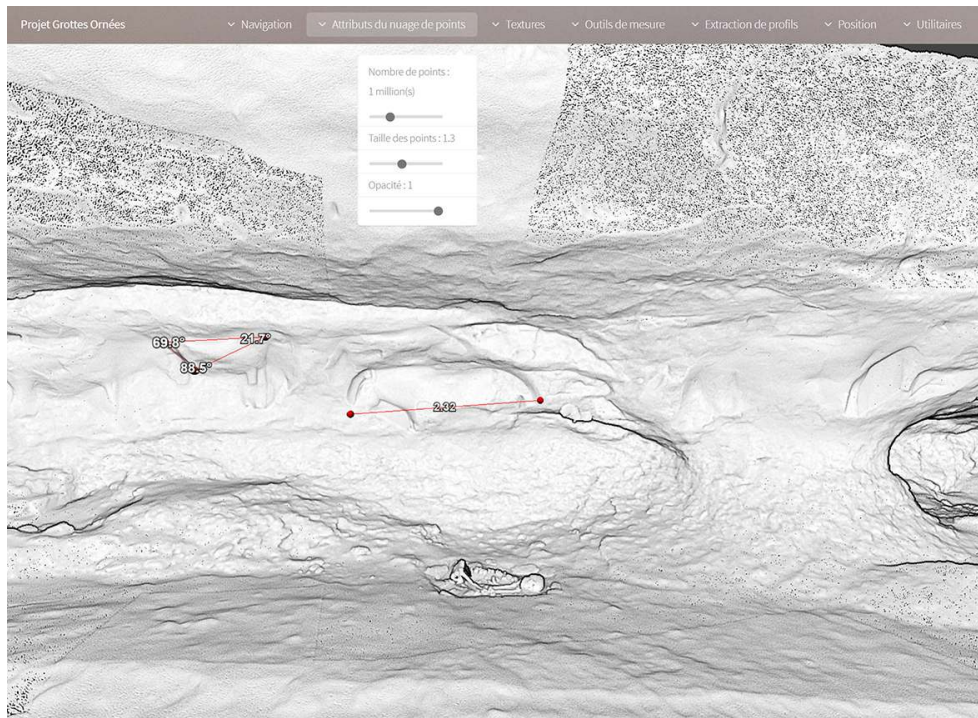 Projet Grottes Ornées
Navigation
Attributs du nuage de points
Textures
Outils de mesure
Extraction de profils
Position
Utilitaires
Nombre de points :
1 million(s)
Taille des points : 1.3
Opacité : 1
69.8°
21.7°
88.5°
2.32